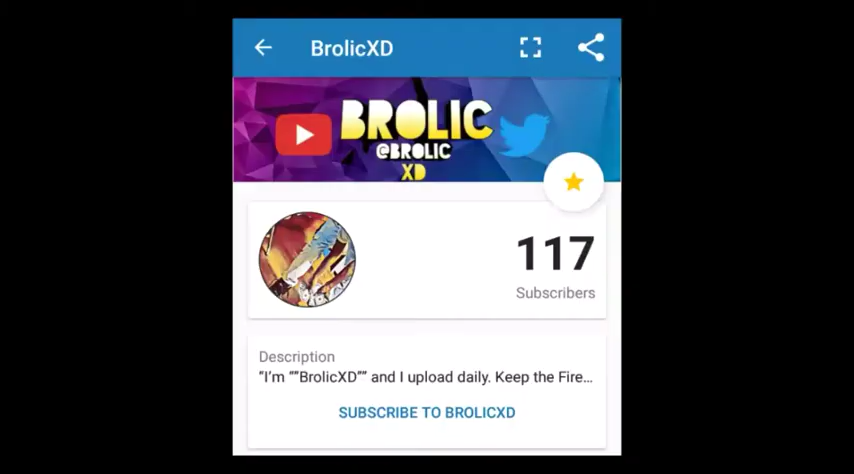 BrolicXD
BROLIC
@BROLIC
XD
117
Subscribers
Description
“I’m ““BrolicXD”” and I upload daily. Keep the Fire...
SUBSCRIBE TO BROLICXD